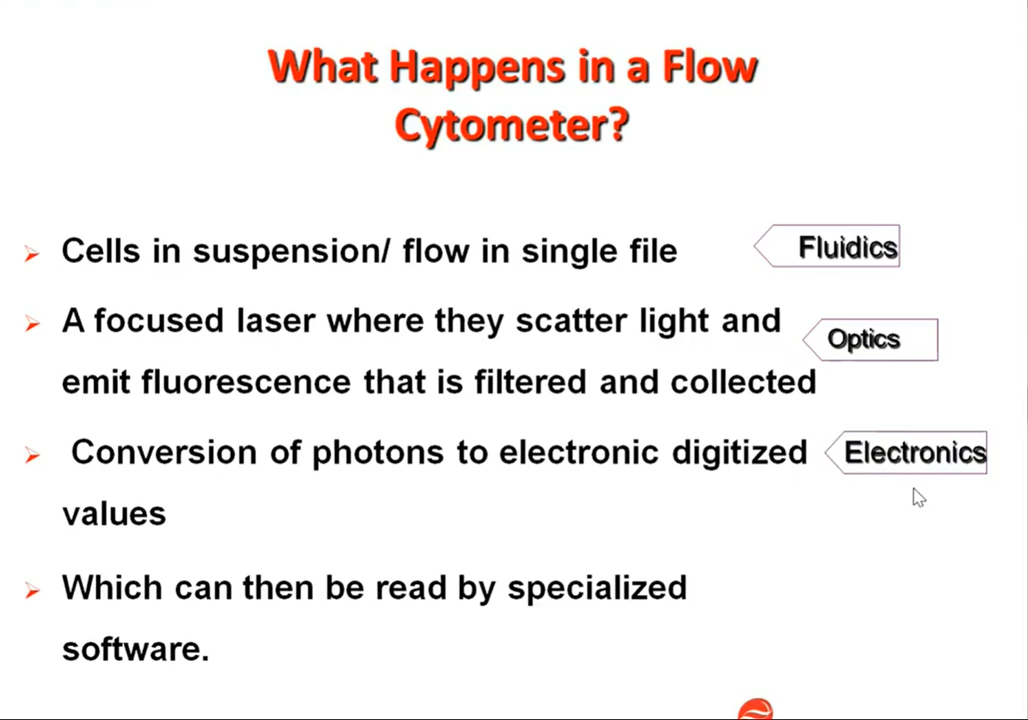 What Happens in a Flow
Cytometer?
Cells in suspension/ flow in single file
Fluidics
A focused laser where they scatter light and
emit fluorescence that is filtered and collected
Optics
Conversion of photons to electronic digitized
values
Electronics
Which can then be read by specialized
software.